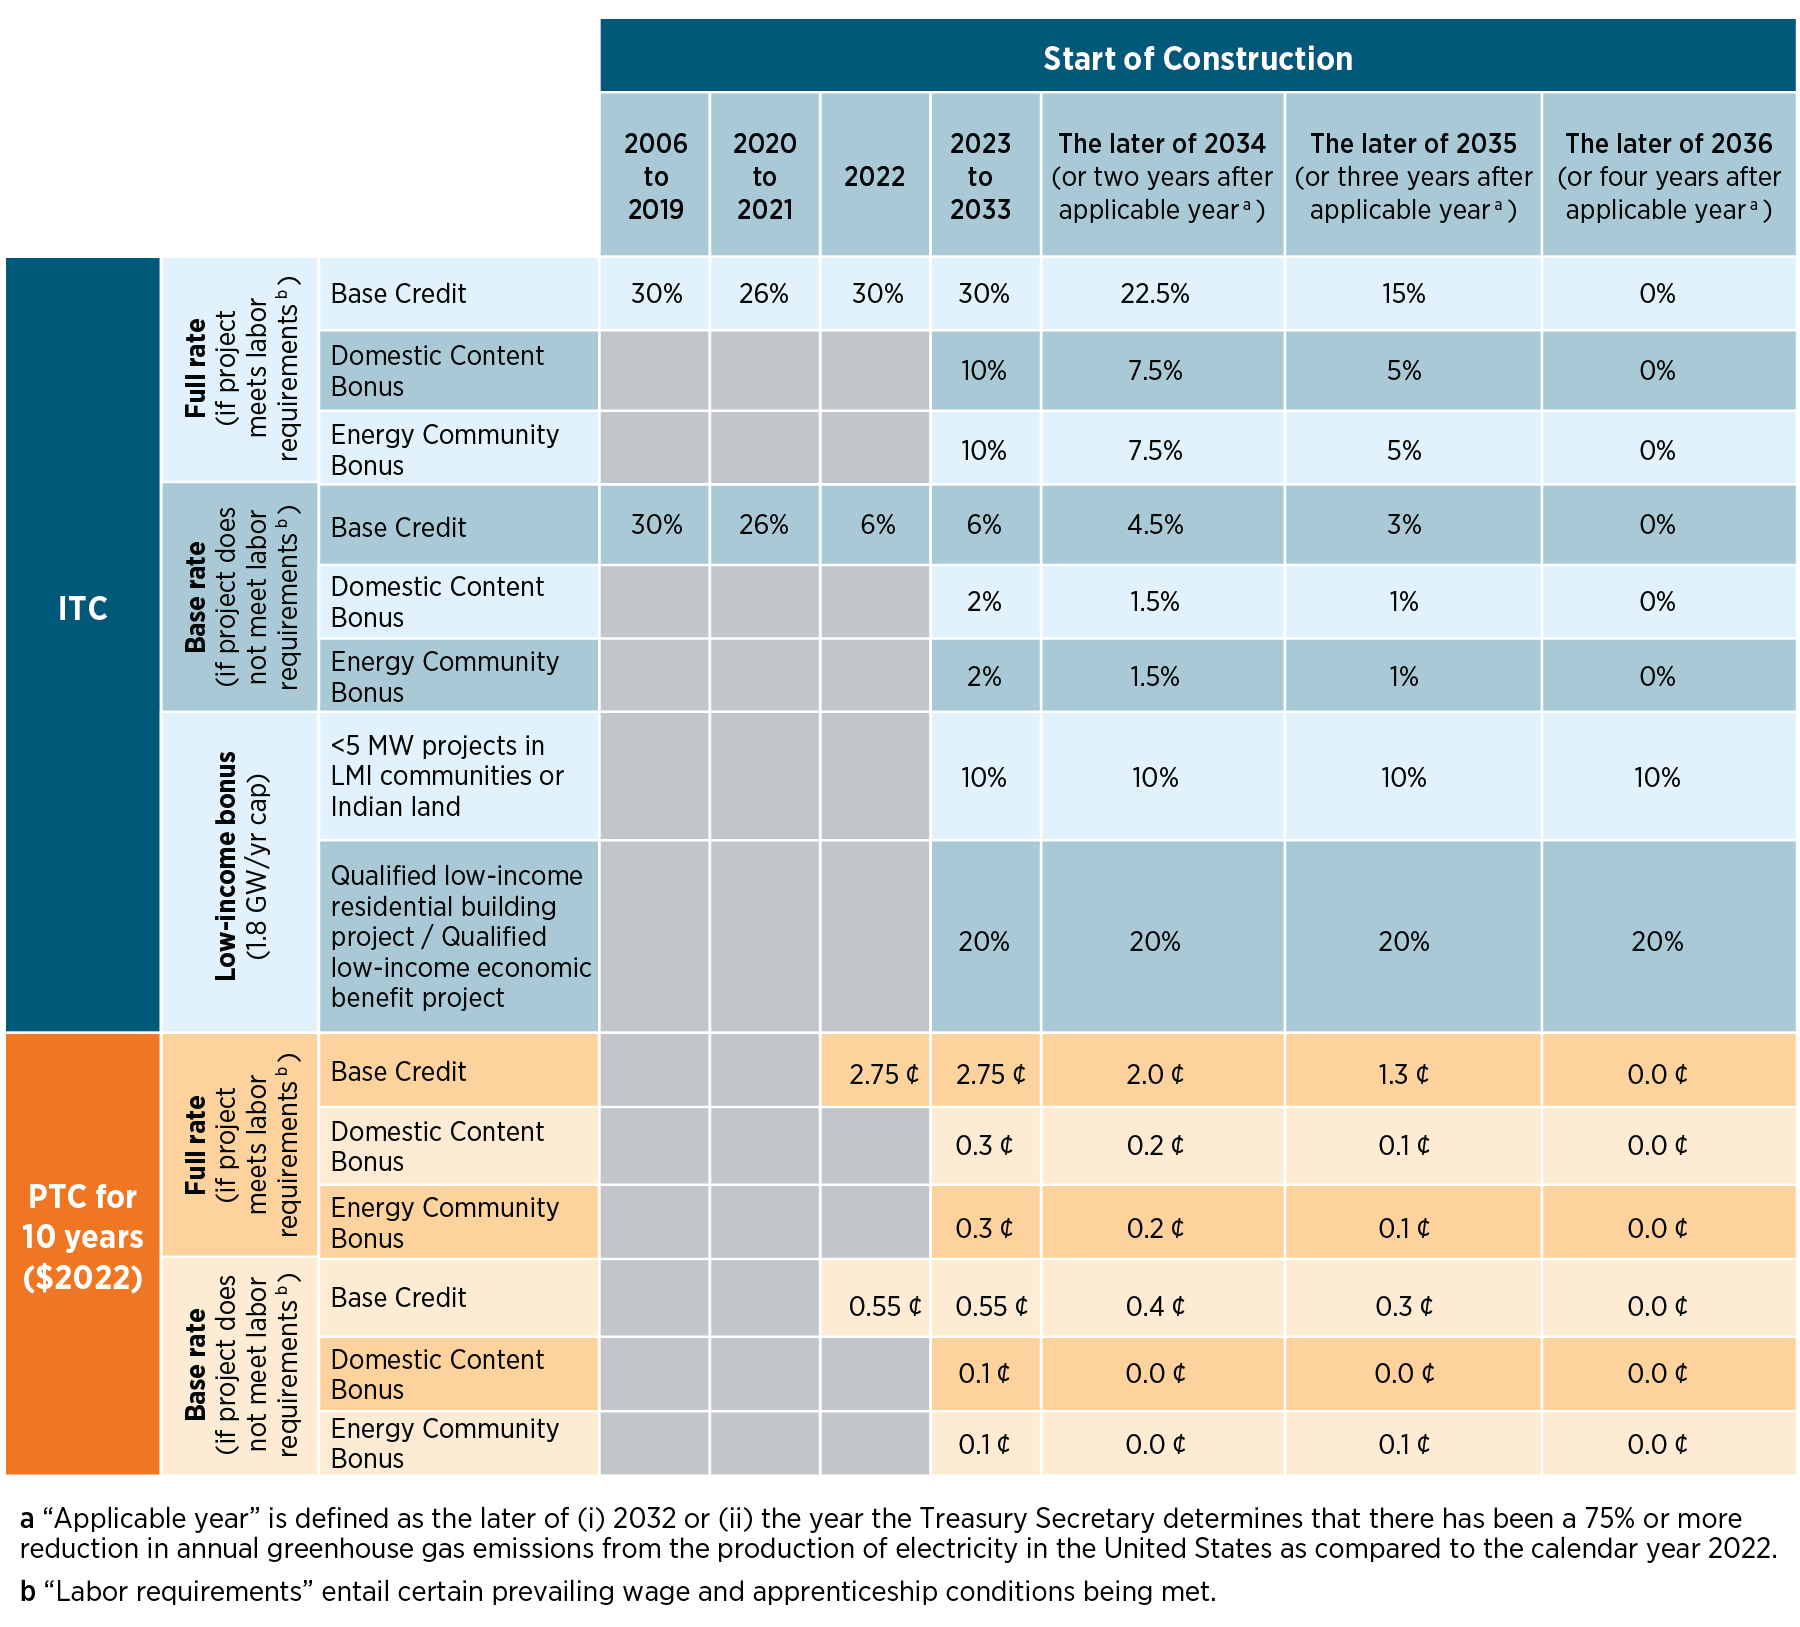 Start of Construction
2006
to
2019
2020
to
2021
2022
2023
to
2033
The later of 2034
(or two years after
applicable year a )
The later of 2035
(or three years after
applicable year a )
The later of 2036
(or four years after
applicable year a )
ITC
Full rate
(if project
meets labor
requirements b )
Base Credit
30%
26%
30%
30%
22.5%
15%
0%
Domestic Content
Bonus
10%
7.5%
5%
0%
Energy Community
Bonus
10%
7.5%
5%
0%
Base rate
(if project does
not meet labor
requirements b )
Base Credit
30%
26%
6%
6%
4.5%
3%
0%
Domestic Content
Bonus
2%
1.5%
1%
0%
Energy Community
Bonus
2%
1.5%
1%
0%
Low-income bonus
(1.8 GW/yr cap)
<5 MW projects in
LMI communities or
Indian land
10%
10%
10%
10%
Qualified low-income
residential building
project / Qualified
low-income economic
benefit project
20%
20%
20%
20%
PTC for
10 years
($2022)
Full rate
(if project
meets labor
requirements b )
Base Credit
2.75 ¢
2.75 ¢
2.0 ¢
1.3 ¢
0.0 ¢
Domestic Content
Bonus
0.3 ¢
0.2 ¢
0.1 ¢
0.0 ¢
Energy Community
Bonus
0.3 ¢
0.2 ¢
0.1 ¢
0.0 ¢
Base rate
(if project does
not meet labor
requirements b )
Base Credit
0.55 ¢
0.55 ¢
0.4 ¢
0.3 ¢
0.0 ¢
Domestic Content
Bonus
0.1 ¢
0.0 ¢
0.0 ¢
0.0 ¢
Energy Community
Bonus
0.1 ¢
0.0 ¢
0.1 ¢
0.0 ¢
a “Applicable year” is defined as the later of (i) 2032 or (ii) the year the Treasury Secretary determines that there has been a 75% or more
reduction in annual greenhouse gas emissions from the production of electricity in the United States as compared to the calendar year 2022.
b “Labor requirements” entail certain prevailing wage and apprenticeship conditions being met.